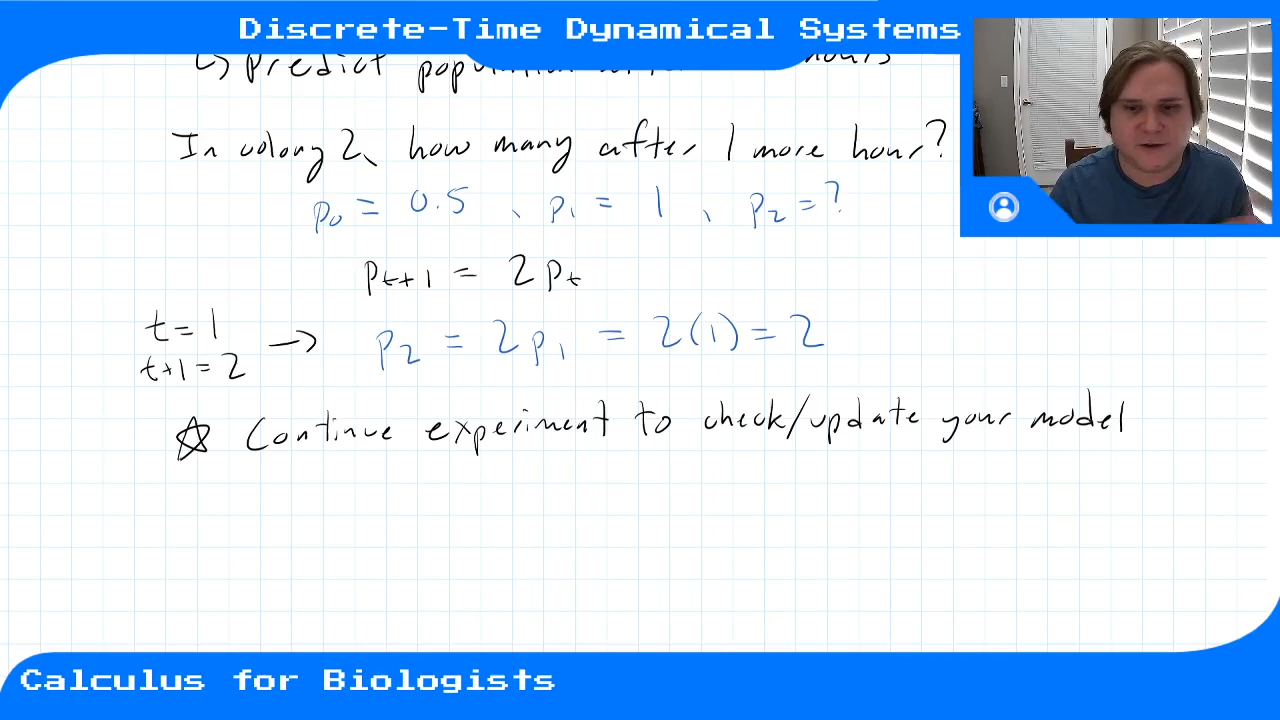 Discrete-Time Dynamical Systems
↳ predict population hours
In colony 2, how many after 1 more hour?
p₀ = 0.5, p₁ = 1, p₂ = ?
pₜ₊₁ = 2pₜ
t = 1
t+1 = 2 → p₂ = 2p₁ = 2(1) = 2
☆ Continue experiment to check/update your model
Calculus for Biologists